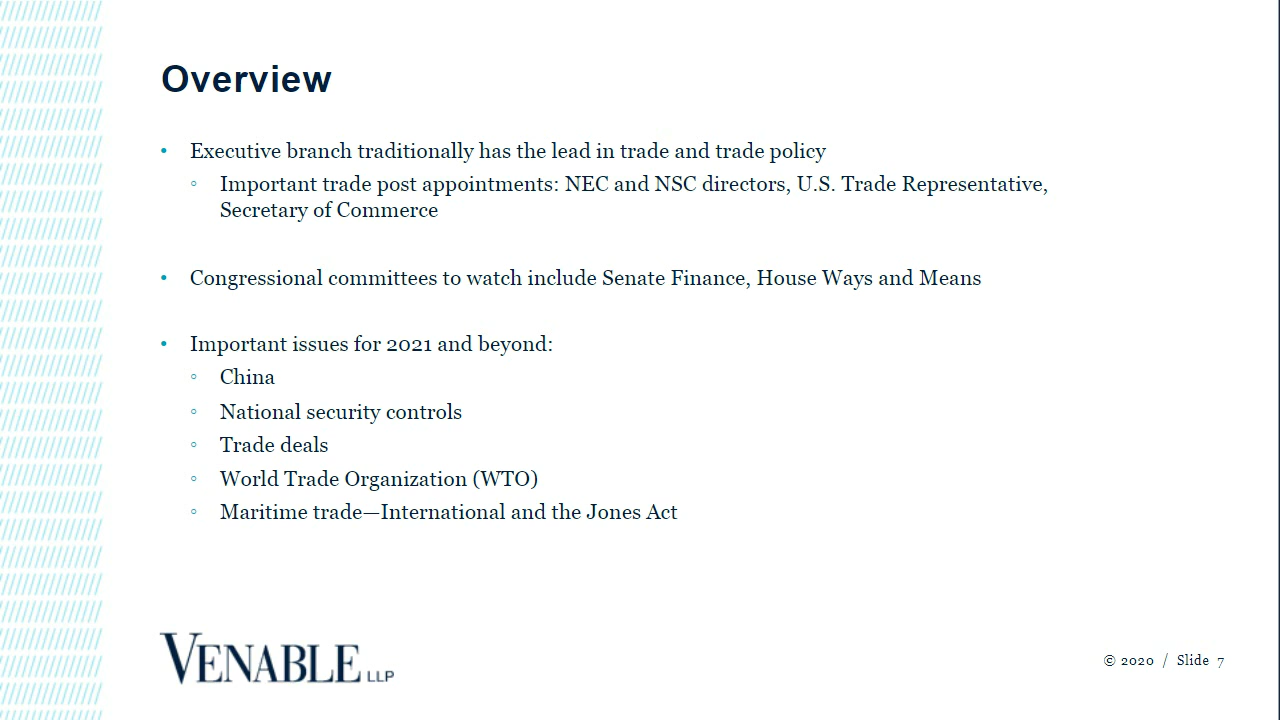 Overview
• Executive branch traditionally has the lead in trade and trade policy
◦ Important trade post appointments: NEC and NSC directors, U.S. Trade Representative,
Secretary of Commerce
• Congressional committees to watch include Senate Finance, House Ways and Means
• Important issues for 2021 and beyond:
◦ China
◦ National security controls
◦ Trade deals
◦ World Trade Organization (WTO)
◦ Maritime trade—International and the Jones Act
VENABLE LLP
© 2020 / Slide 7